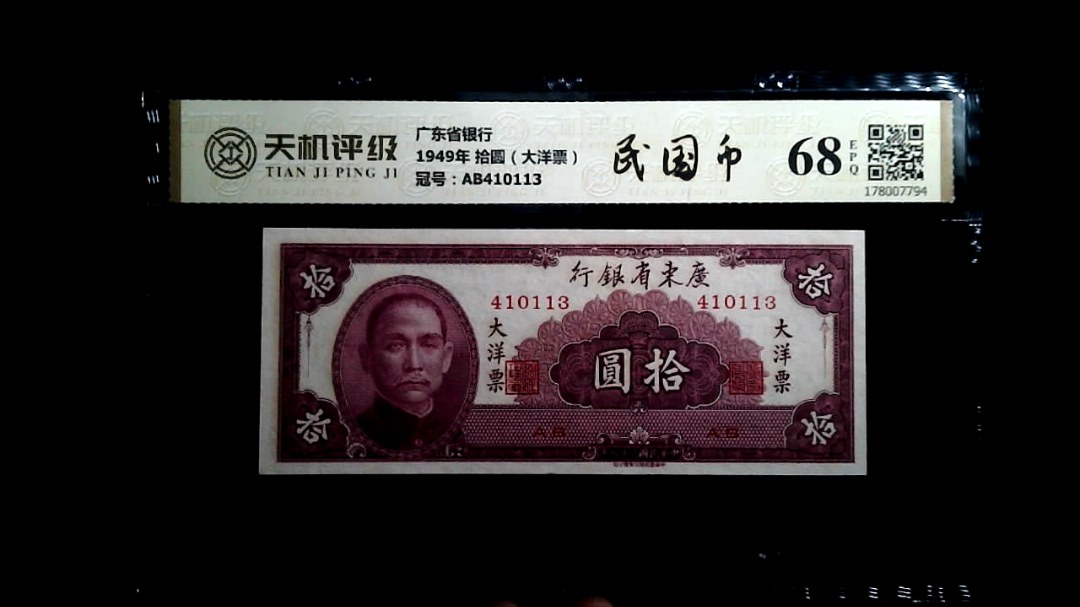 天机评级
TIAN JI PING JI
广东省银行
1949年 拾圆（大洋票）
冠号：AB410113
民国币
68
EPQ
178007794
行銀省東廣
拾
拾
410113
410113
大洋票
大洋票
圓拾
AB
AB
拾
拾